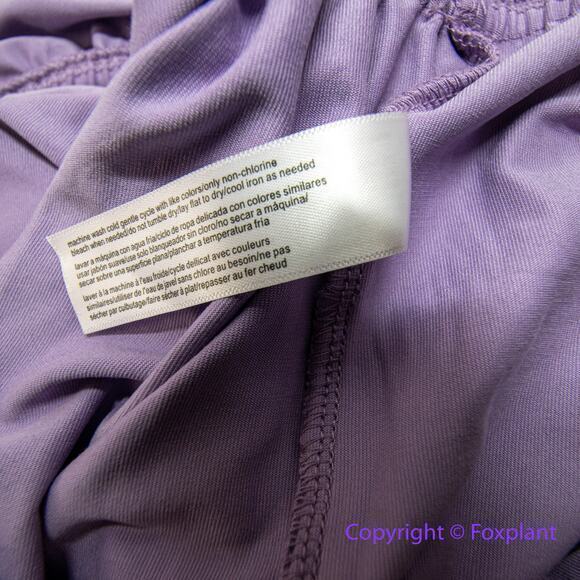 machine wash cold gentle cycle with like colors/only non-chlorine
bleach when needed/do not tumble dry/lay flat to dry/cool iron as needed
lavar a máquina con agua fria/ciclo de ropa delicada con colores similares
usar jabon suave/use solo blanqueador sin cloro/no secar a máquina/
secar sobre una superficie plana/planchar a temperatura fria
laver à la machine à l'eau froide/cycle délicat avec couleurs
similaires/utiliser de l'eau de javel sans chlore au besoin/ne pas
sécher par culbutage/faire sécher à plat/repasser au fer cheud
Copyright © Foxplant